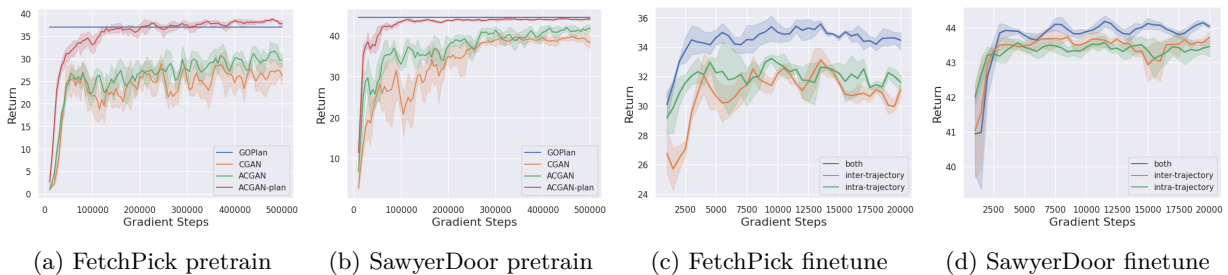 40
35
30
25
20
15
10
5
0
Return
0
100000
200000
300000
400000
500000
Gradient Steps
GOPlan
CGAN
ACGAN
ACGAN-plan
40
30
20
10
Return
0
100000
200000
300000
400000
500000
Gradient Steps
GOPlan
CGAN
ACGAN
ACGAN-plan
36
34
32
30
28
26
24
Return
2500
5000
7500
10000
12500
15000
17500
20000
Gradient Steps
both
inter-trajectory
intra-trajectory
44
43
42
41
40
Return
2500
5000
7500
10000
12500
15000
17500
20000
Gradient Steps
both
inter-trajectory
intra-trajectory
(a) FetchPick pretrain
(b) SawyerDoor pretrain
(c) FetchPick finetune
(d) SawyerDoor finetune